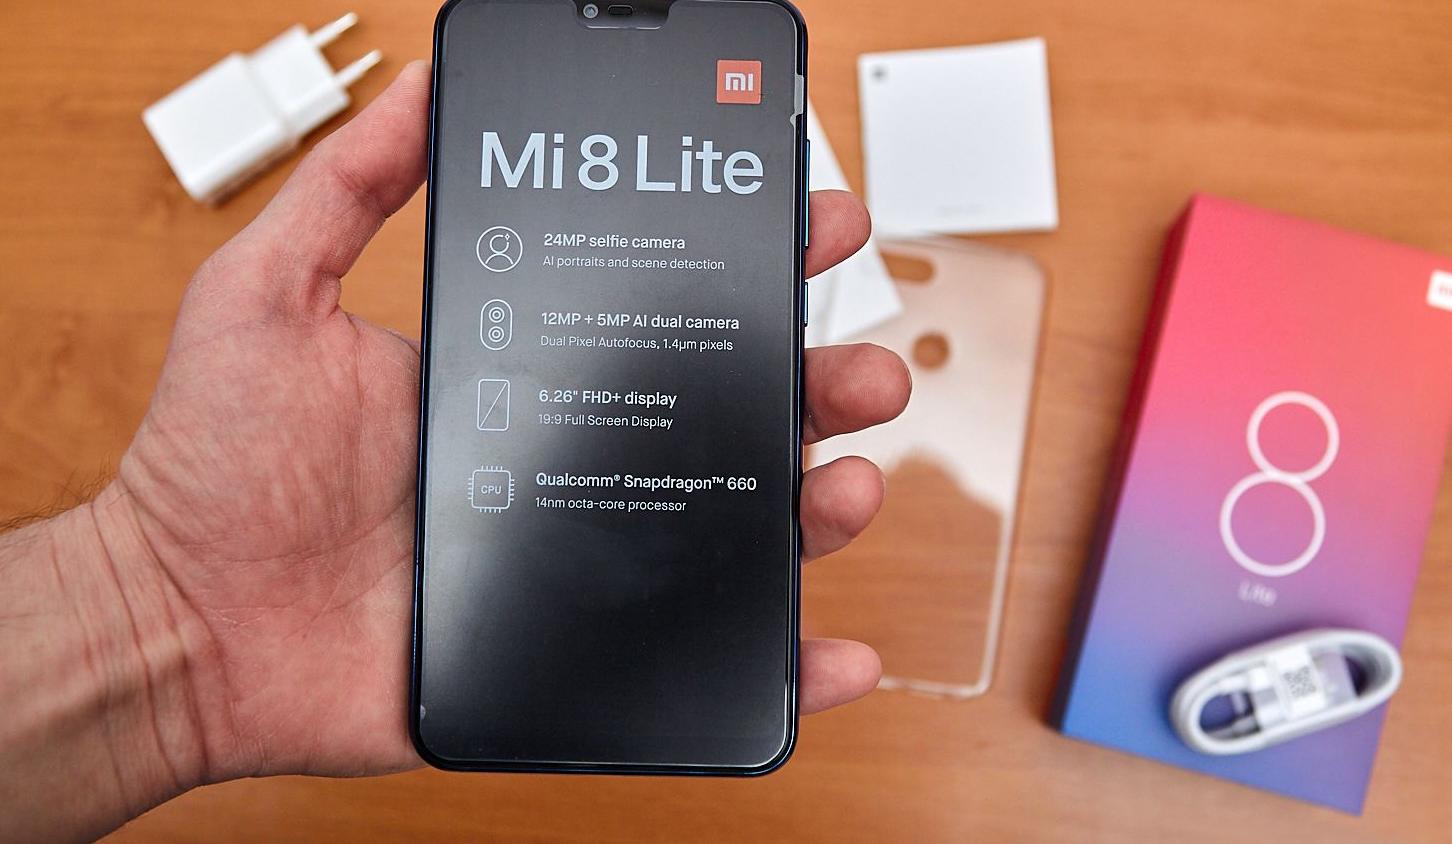 mi
Mi 8 Lite
24MP selfie camera
AI portraits and scene detection
12MP + 5MP AI dual camera
Dual Pixel Autofocus, 1.4µm pixels
6.26" FHD+ display
19:9 Full Screen Display
CPU
Qualcomm® Snapdragon™ 660
14nm octa-core processor
8
Lite